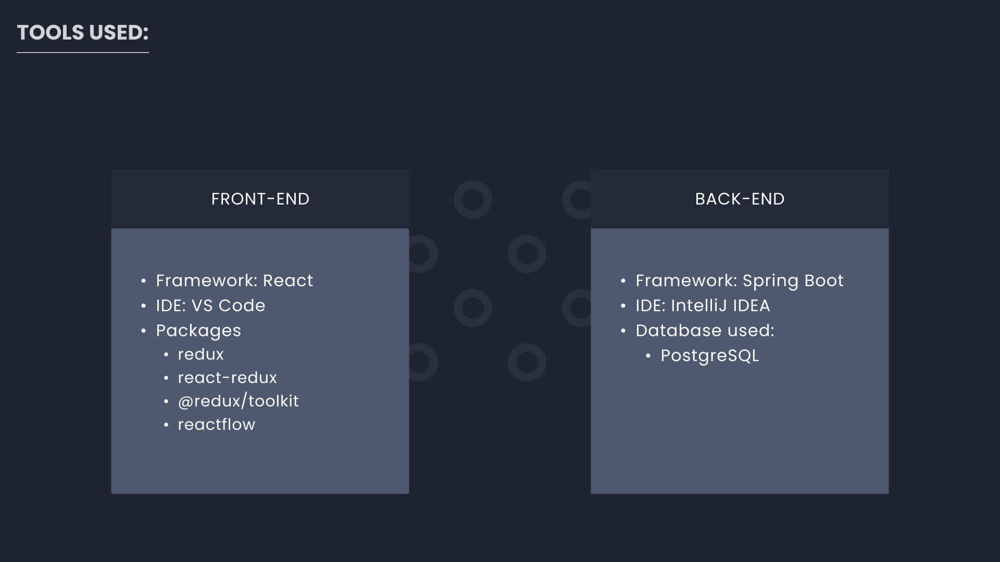 TOOLS USED:
FRONT-END
• Framework: React
• IDE: VS Code
• Packages
• redux
• react-redux
• @redux/toolkit
• reactflow
BACK-END
• Framework: Spring Boot
• IDE: IntelliJ IDEA
• Database used:
• PostgreSQL